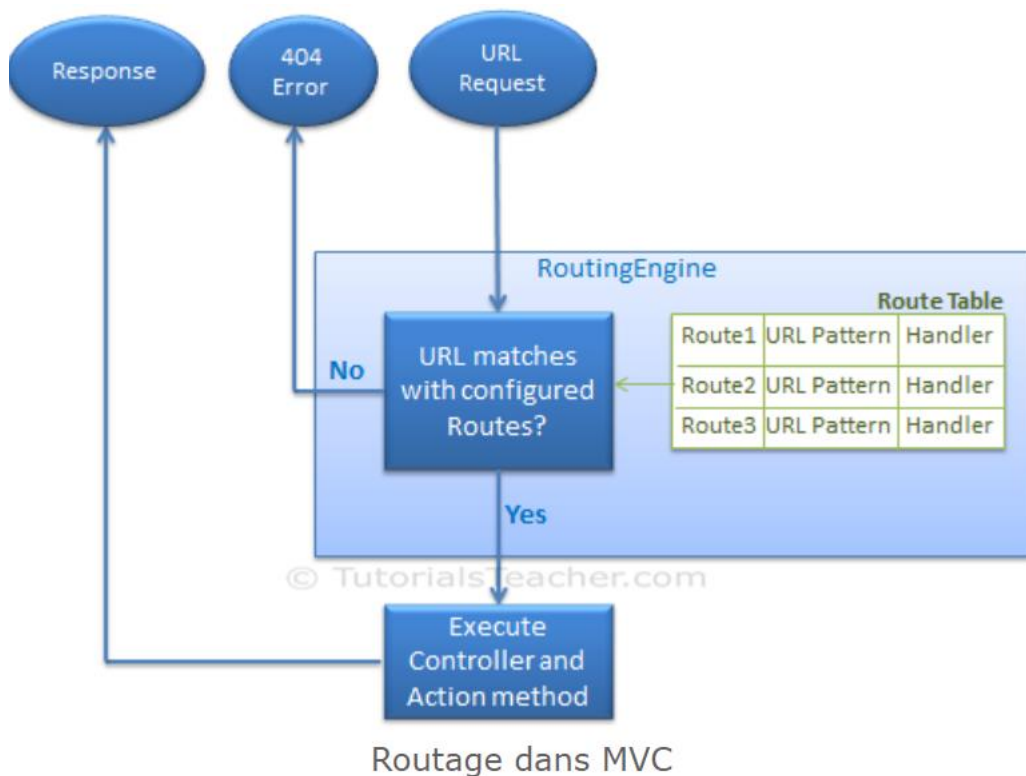 Response
404
Error
URL
Request
RoutingEngine
Route Table
Route1 URL Pattern Handler
Route2 URL Pattern Handler
Route3 URL Pattern Handler
No
URL matches
with configured
Routes?
Yes
© TutorialsTeacher.com
Execute
Controller and
Action method
Routage dans MVC